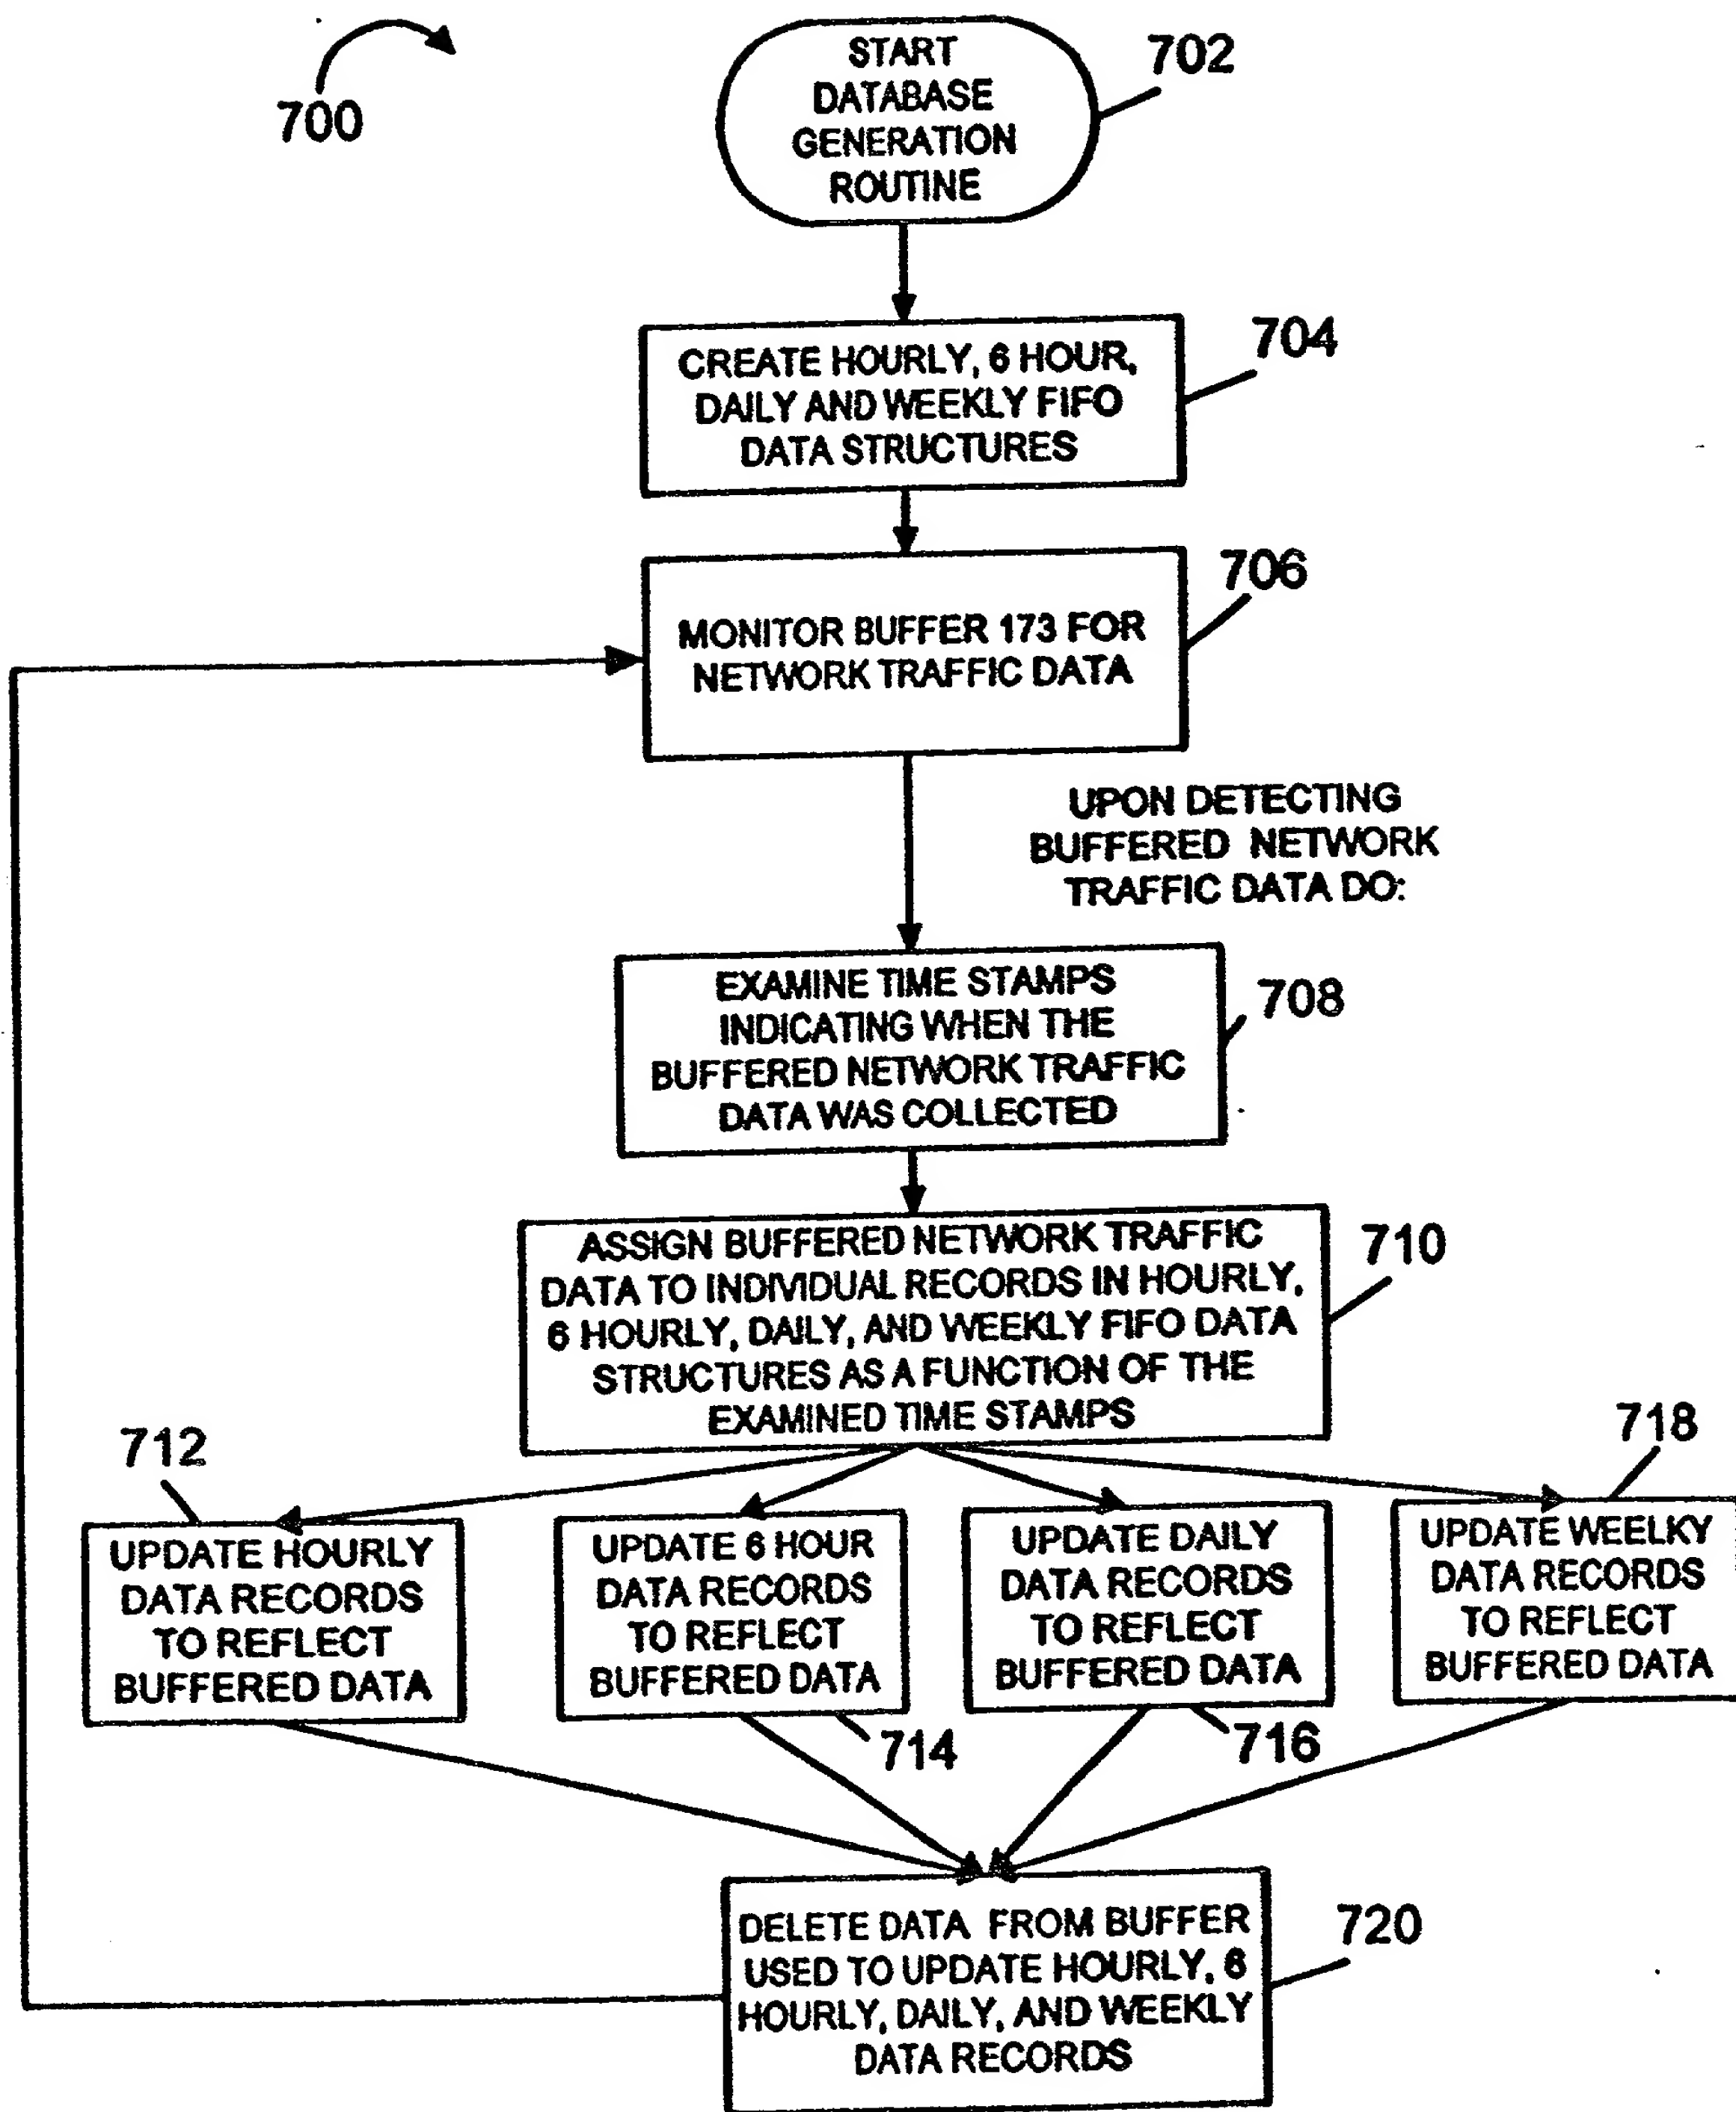 700
START
DATABASE
GENERATION
ROUTINE
702
CREATE HOURLY, 6 HOUR,
DAILY AND WEEKLY FIFO
DATA STRUCTURES
704
MONITOR BUFFER 173 FOR
NETWORK TRAFFIC DATA
706
UPON DETECTING
BUFFERED NETWORK
TRAFFIC DATA DO:
EXAMINE TIME STAMPS
INDICATING WHEN THE
BUFFERED NETWORK TRAFFIC
DATA WAS COLLECTED
708
ASSIGN BUFFERED NETWORK TRAFFIC
DATA TO INDIVIDUAL RECORDS IN HOURLY,
6 HOURLY, DAILY, AND WEEKLY FIFO DATA
STRUCTURES AS A FUNCTION OF THE
EXAMINED TIME STAMPS
710
712
UPDATE HOURLY
DATA RECORDS
TO REFLECT
BUFFERED DATA
UPDATE 6 HOUR
DATA RECORDS
TO REFLECT
BUFFERED DATA
714
UPDATE DAILY
DATA RECORDS
TO REFLECT
BUFFERED DATA
716
718
UPDATE WEELKY
DATA RECORDS
TO REFLECT
BUFFERED DATA
DELETE DATA FROM BUFFER
USED TO UPDATE HOURLY, 6
HOURLY, DAILY, AND WEEKLY
DATA RECORDS
720